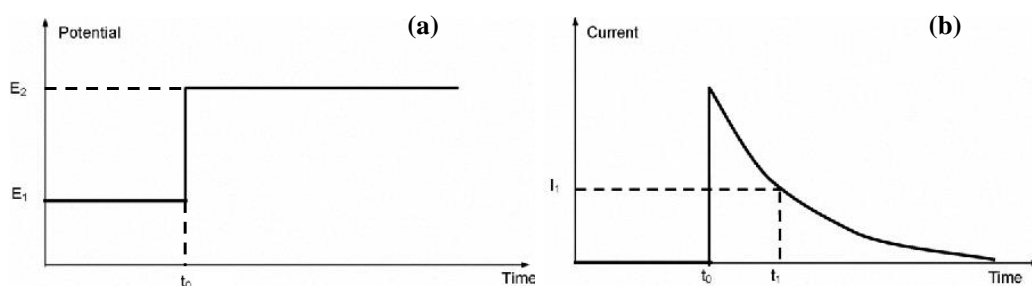 Potential
(a)
E₂
E₁
t₀
Time
Current
(b)
I₁
t₀
t₁
Time